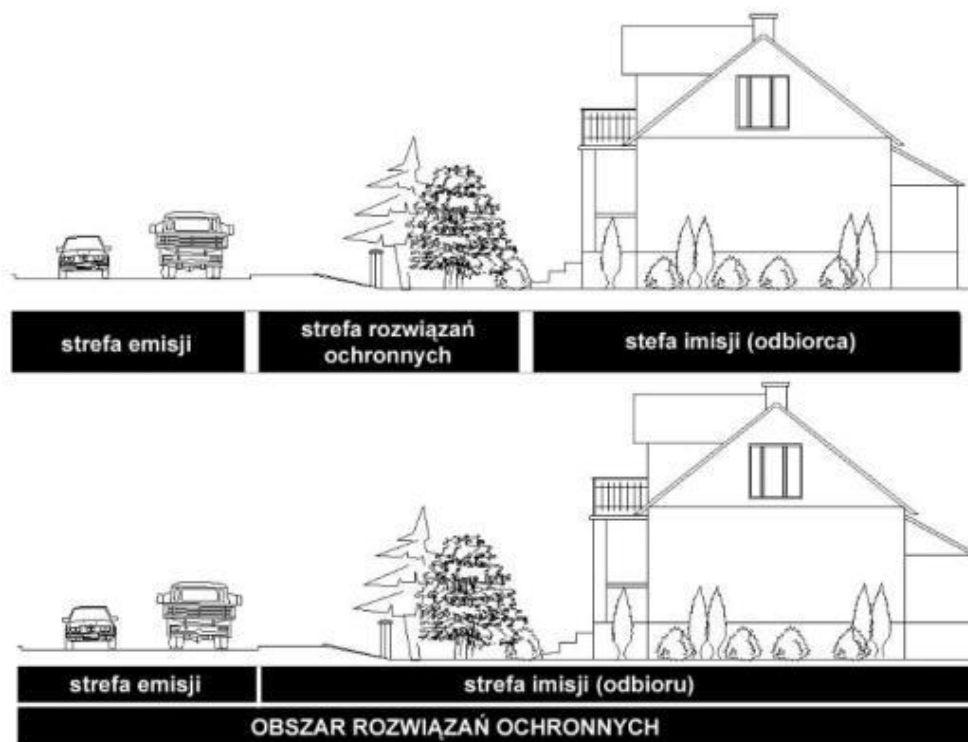 strefa emisji
strefa rozwiązań
ochronnych
stefa imisji (odbiorca)
strefa emisji
strefa imisji (odbioru)
OBSZAR ROZWIĄZAŃ OCHRONNYCH